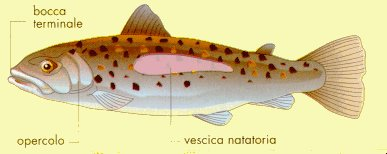 bocca
terminale
opercolo
vescica natatoria